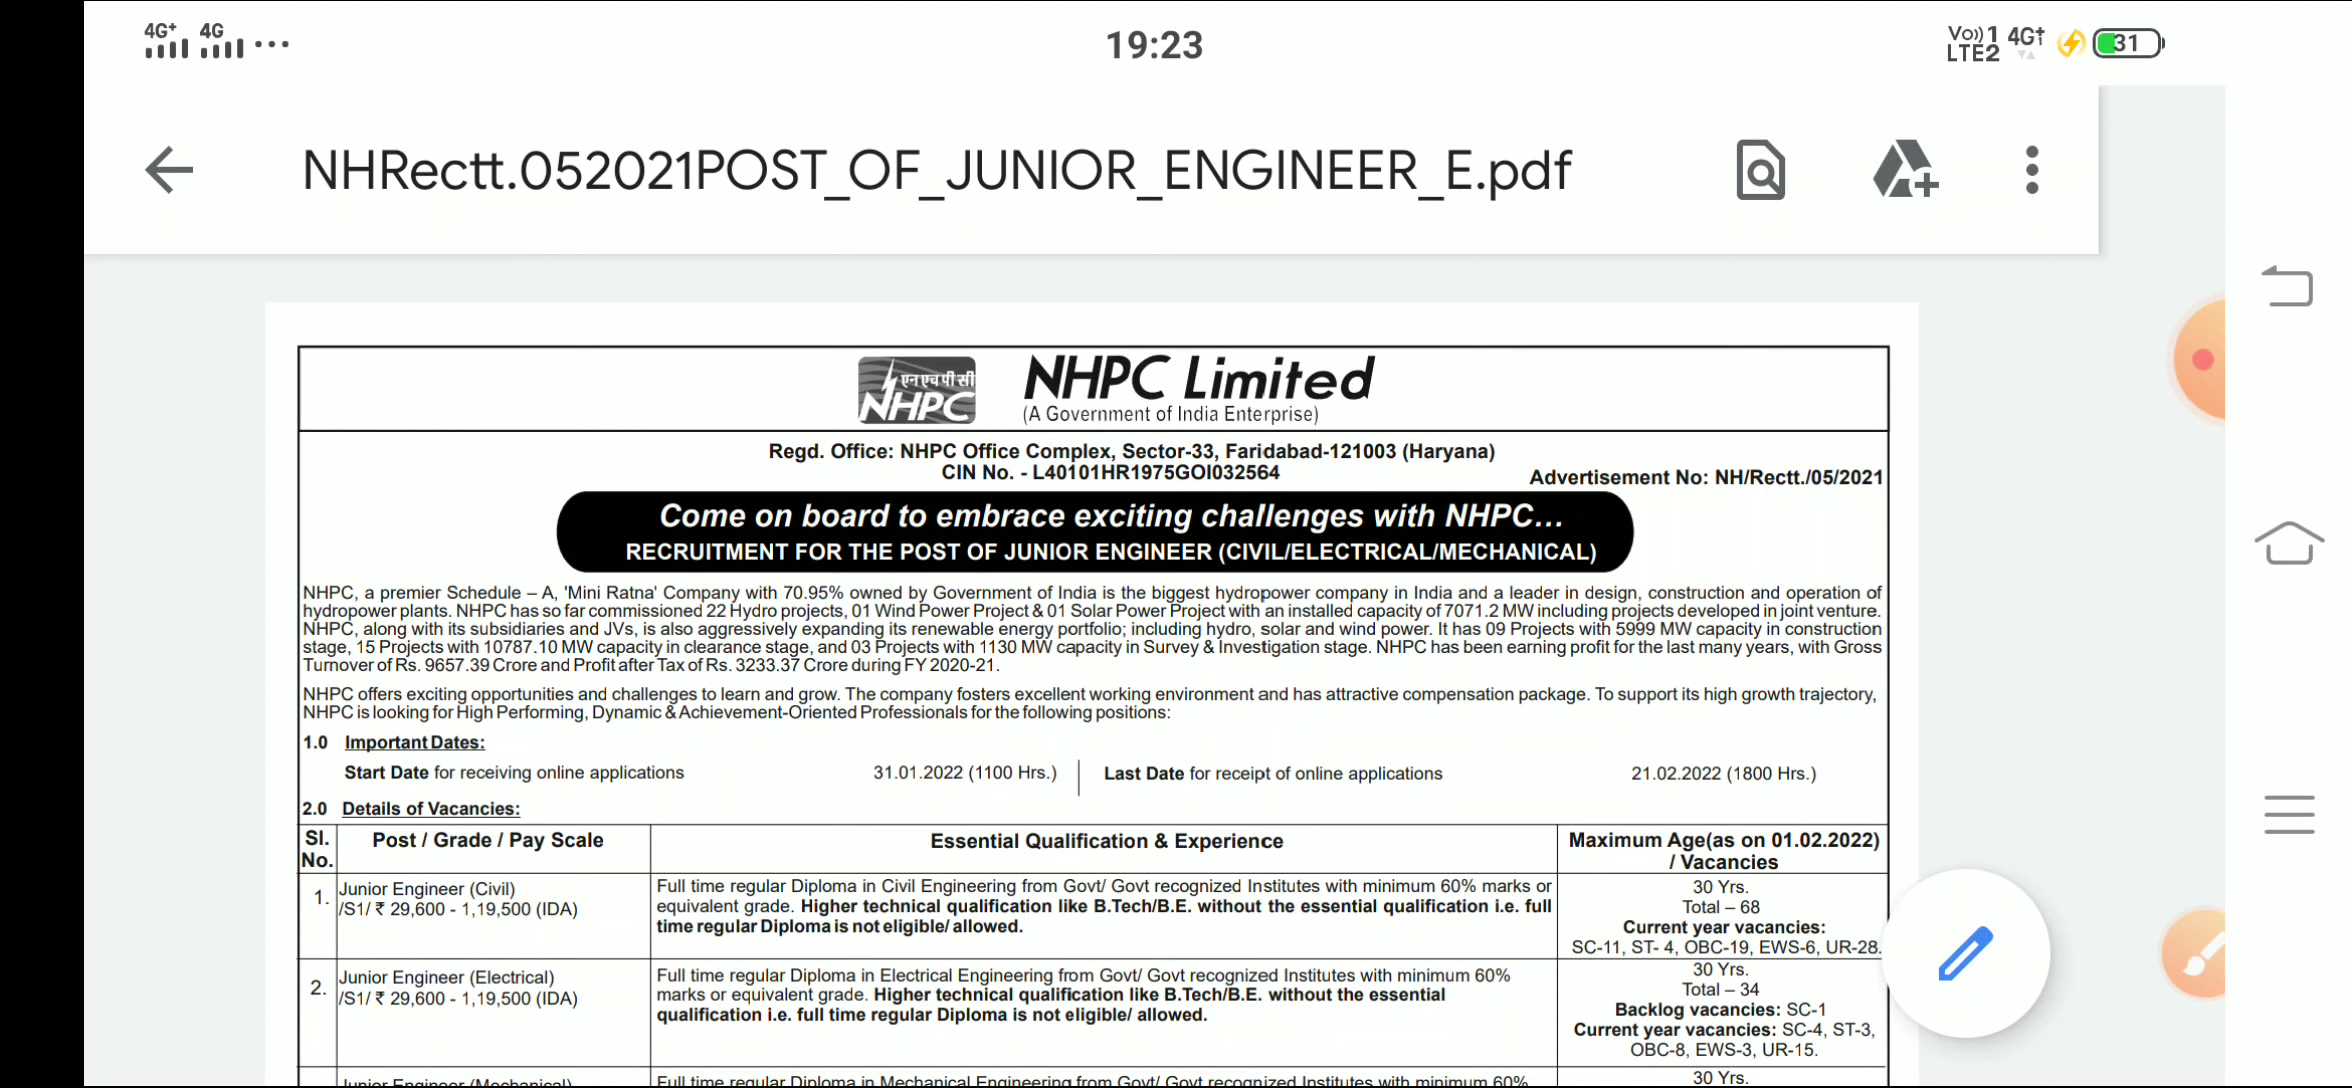 4G+ 4G
19:23
Vo)) 1 4G+
LTE2
31
NHRectt.052021POST_OF_JUNIOR_ENGINEER_E.pdf
एनएचपीसी
NHPC
NHPC Limited
(A Government of India Enterprise)
Regd. Office: NHPC Office Complex, Sector-33, Faridabad-121003 (Haryana)
CIN No. - L40101HR1975GOI032564
Advertisement No: NH/Rectt./05/2021
Come on board to embrace exciting challenges with NHPC...
RECRUITMENT FOR THE POST OF JUNIOR ENGINEER (CIVIL/ELECTRICAL/MECHANICAL)
NHPC, a premier Schedule – A, 'Mini Ratna' Company with 70.95% owned by Government of India is the biggest hydropower company in India and a leader in design, construction and operation of
hydropower plants. NHPC has so far commissioned 22 Hydro projects, 01 Wind Power Project & 01 Solar Power Project with an installed capacity of 7071.2 MW including projects developed in joint venture.
NHPC, along with its subsidiaries and JVs, is also aggressively expanding its renewable energy portfolio; including hydro, solar and wind power. It has 09 Projects with 5999 MW capacity in construction
stage, 15 Projects with 10787.10 MW capacity in clearance stage, and 03 Projects with 1130 MW capacity in Survey & Investigation stage. NHPC has been earning profit for the last many years, with Gross
Turnover of Rs. 9657.39 Crore and Profit after Tax of Rs. 3233.37 Crore during FY 2020-21.
NHPC offers exciting opportunities and challenges to learn and grow. The company fosters excellent working environment and has attractive compensation package. To support its high growth trajectory,
NHPC is looking for High Performing, Dynamic & Achievement-Oriented Professionals for the following positions:
1.0 Important Dates:
Start Date for receiving online applications 31.01.2022 (1100 Hrs.) Last Date for receipt of online applications 21.02.2022 (1800 Hrs.)
2.0 Details of Vacancies:
Sl.
No.
Post / Grade / Pay Scale
Essential Qualification & Experience
Maximum Age(as on 01.02.2022)
/ Vacancies
1.
Junior Engineer (Civil)
/S1/ ₹ 29,600 - 1,19,500 (IDA)
Full time regular Diploma in Civil Engineering from Govt/ Govt recognized Institutes with minimum 60% marks or
equivalent grade. Higher technical qualification like B.Tech/B.E. without the essential qualification i.e. full
time regular Diploma is not eligible/ allowed.
30 Yrs.
Total – 68
Current year vacancies:
SC-11, ST- 4, OBC-19, EWS-6, UR-28.
2.
Junior Engineer (Electrical)
/S1/ ₹ 29,600 - 1,19,500 (IDA)
Full time regular Diploma in Electrical Engineering from Govt/ Govt recognized Institutes with minimum 60%
marks or equivalent grade. Higher technical qualification like B.Tech/B.E. without the essential
qualification i.e. full time regular Diploma is not eligible/ allowed.
30 Yrs.
Total – 34
Backlog vacancies: SC-1
Current year vacancies: SC-4, ST-3,
OBC-8, EWS-3, UR-15.
Junior Engineer (Mechanical)
Full time regular Diploma in Mechanical Engineering from Govt/ Govt recognized Institutes with minimum 60%
30 Yrs.